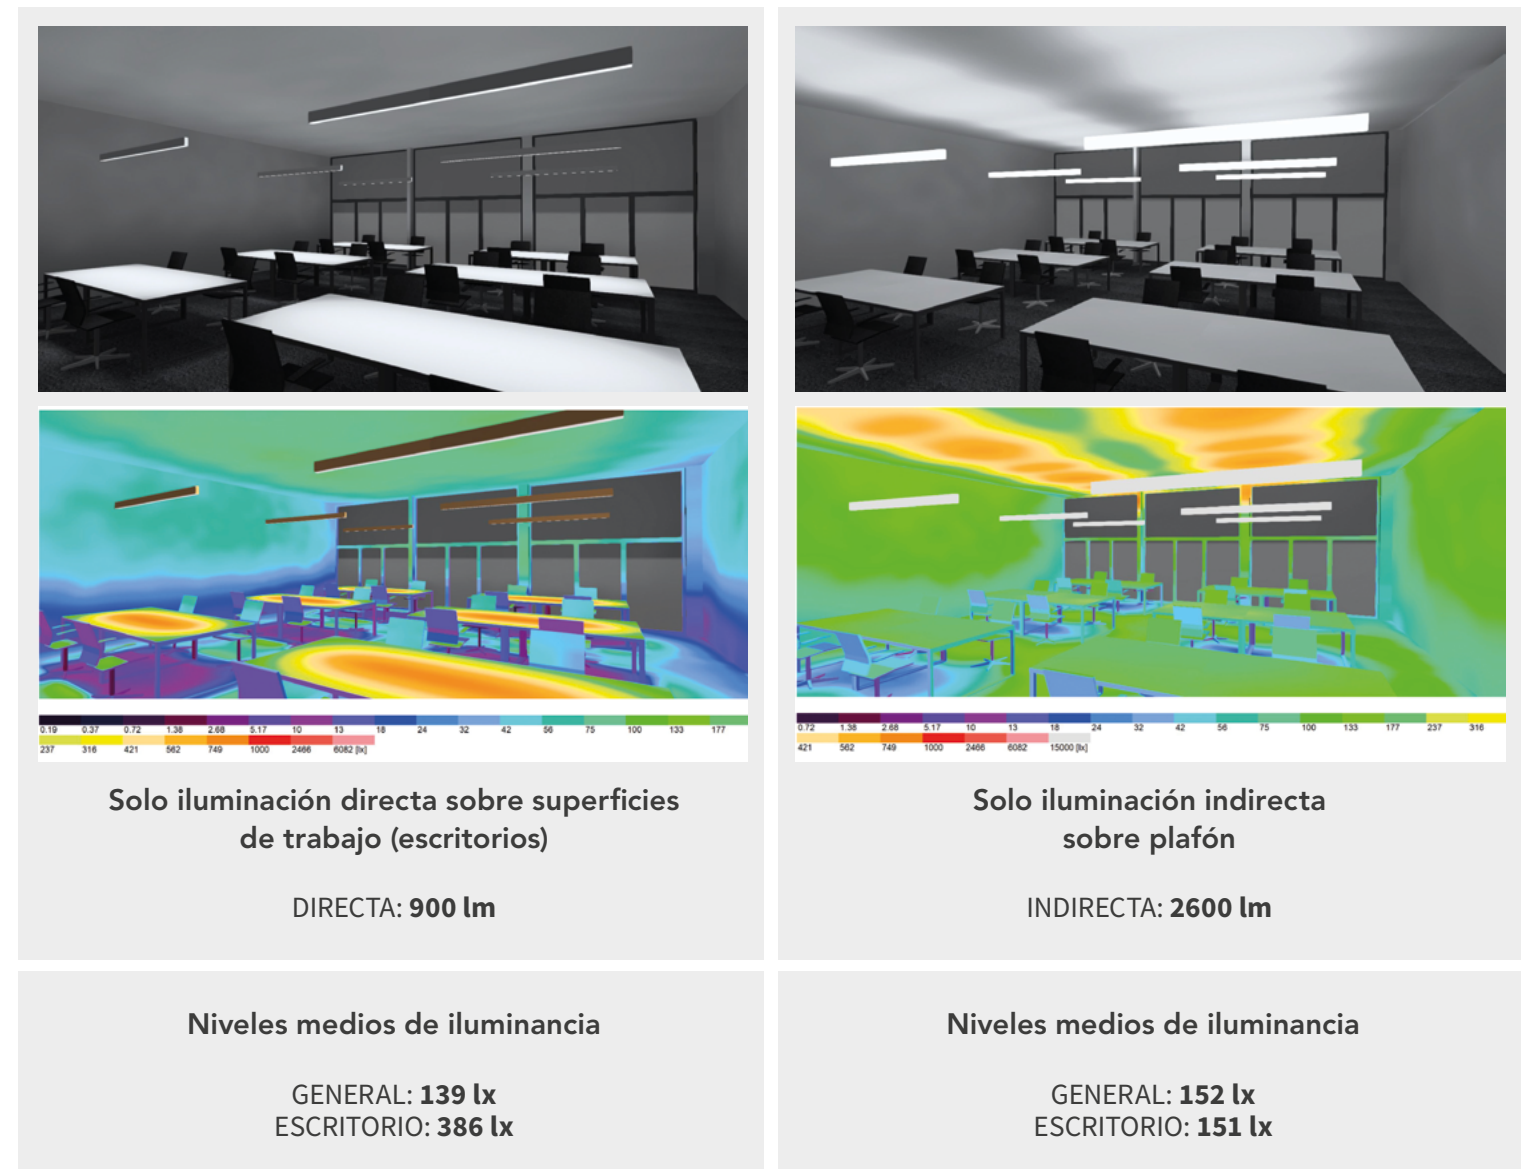 0.19 0.37 0.72 1.38 2.68 5.17 10 13 18 24 32 42 56 75 100 133 177
237 316 421 562 749 1000 2466 6082 [lx]
Solo iluminación directa sobre superficies
de trabajo (escritorios)
DIRECTA: 900 lm
Niveles medios de iluminancia
GENERAL: 139 lx
ESCRITORIO: 386 lx
0.72 1.38 2.68 5.17 10 13 18 24 32 42 56 75 100 133 177 237 316
421 562 749 1000 2466 6082 15000 [lx]
Solo iluminación indirecta
sobre plafón
INDIRECTA: 2600 lm
Niveles medios de iluminancia
GENERAL: 152 lx
ESCRITORIO: 151 lx